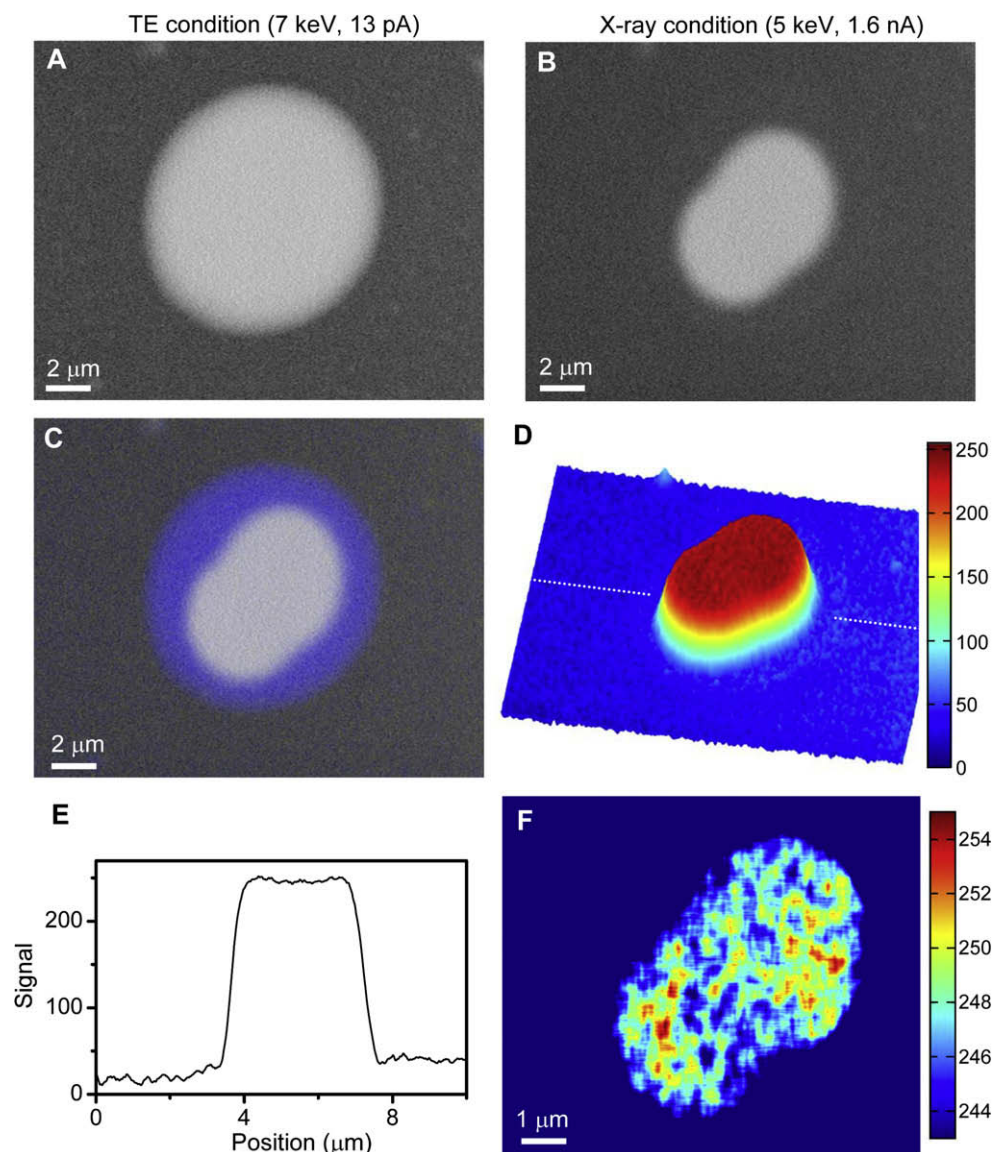 TE condition (7 keV, 13 pA)
X-ray condition (5 keV, 1.6 nA)
A
2 μm
B
2 μm
C
2 μm
D
250
200
150
100
50
0
E
Signal
200
100
0
0
4
8
Position (μm)
F
1 μm
254
252
250
248
246
244